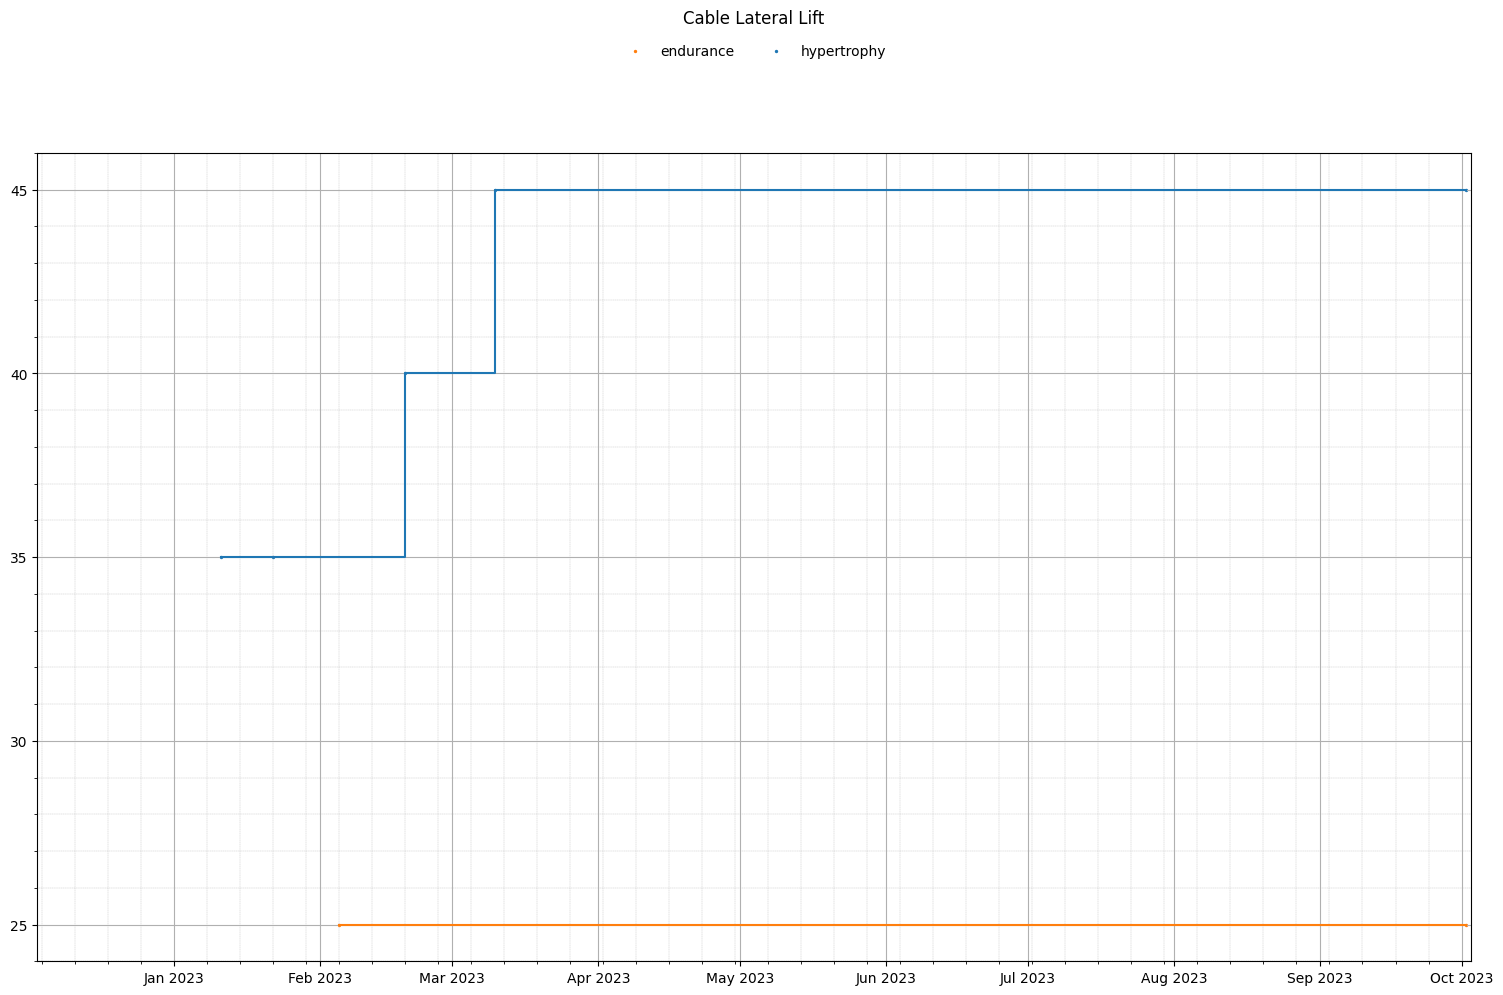 Cable Lateral Lift
endurance hypertrophy
45
40
35
30
25
Jan 2023 Feb 2023 Mar 2023 Apr 2023 May 2023 Jun 2023 Jul 2023 Aug 2023 Sep 2023 Oct 2023